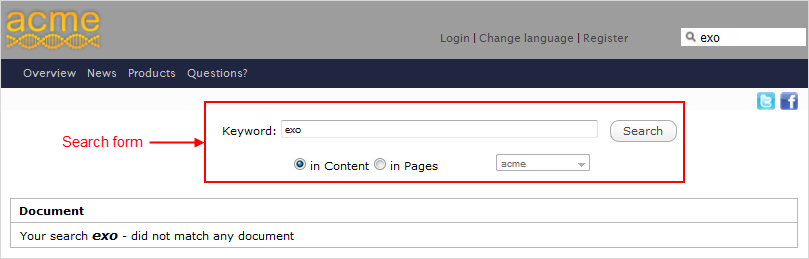 acme
Login | Change language | Register
exo
Overview News Products Questions?
Keyword: exo Search
Search form
in Content in Pages acme
Document
Your search exo - did not match any document